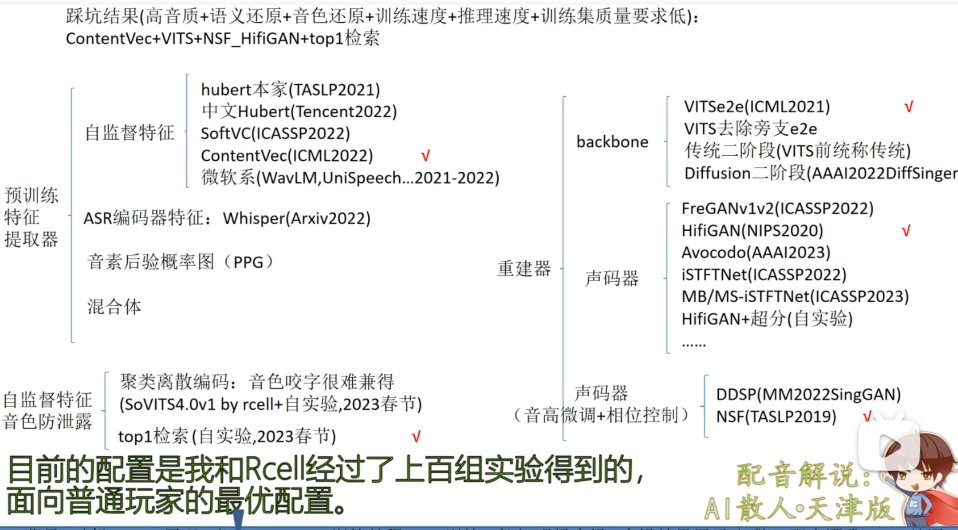 踩坑结果(高音质+语义还原+音色还原+训练速度+推理速度+训练集质量要求低):
ContentVec+VITS+NSF_HifiGAN+top1检索
预训练
特征
提取器
自监督特征
hubert本家(TASLP2021)
中文Hubert(Tencent2022)
SoftVC(ICASSP2022)
ContentVec(ICML2022) √
微软系(WavLM,UniSpeech...2021-2022)
ASR编码器特征：Whisper(Arxiv2022)
音素后验概率图（PPG）
混合体
自监督特征
音色防泄露
聚类离散编码：音色咬字很难兼得
(SoVITS4.0v1 by rcell+自实验,2023春节)
top1检索(自实验,2023春节) √
重建器
backbone
VITSe2e(ICML2021) √
VITS去除旁支e2e
传统二阶段(VITS前统称传统)
Diffusion二阶段(AAAI2022DiffSinger
声码器
FreGANv1v2(ICASSP2022)
HifiGAN(NIPS2020) √
Avocodo(AAAI2023)
iSTFTNet(ICASSP2022)
MB/MS-iSTFTNet(ICASSP2023)
HifiGAN+超分(自实验)
......
声码器
（音高微调+相位控制）
DDSP(MM2022SingGAN)
NSF(TASLP2019) √
目前的配置是我和Rcell经过了上百组实验得到的，
面向普通玩家的最优配置。
配音解说：
AI散人·天津版